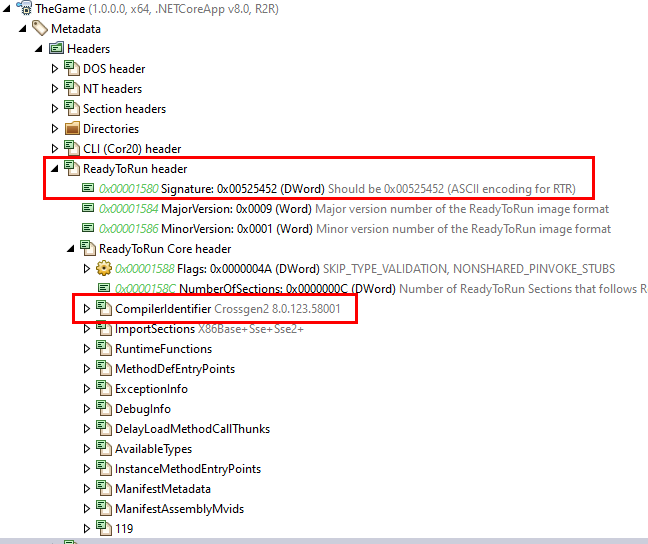 TheGame (1.0.0.0, x64, .NETCoreApp v8.0, R2R)
Metadata
Headers
DOS header
NT headers
Section headers
Directories
CLI (Cor20) header
ReadyToRun header
0x00001580 Signature: 0x00525452 (DWord) Should be 0x00525452 (ASCII encoding for RTR)
0x00001584 MajorVersion: 0x0009 (Word) Major version number of the ReadyToRun image format
0x00001586 MinorVersion: 0x0001 (Word) Minor version number of the ReadyToRun image format
ReadyToRun Core header
0x00001588 Flags: 0x0000004A (DWord) SKIP_TYPE_VALIDATION, NONSHARED_PINVOKE_STUBS
0x0000158C NumberOfSections: 0x0000000C (DWord) Number of ReadyToRun Sections that follows R
CompilerIdentifier Crossgen2 8.0.123.58001
ImportSections X86Base+Sse+Sse2+
RuntimeFunctions
MethodDefEntryPoints
ExceptionInfo
DebugInfo
DelayLoadMethodCallThunks
AvailableTypes
InstanceMethodEntryPoints
ManifestMetadata
ManifestAssemblyMvids
119